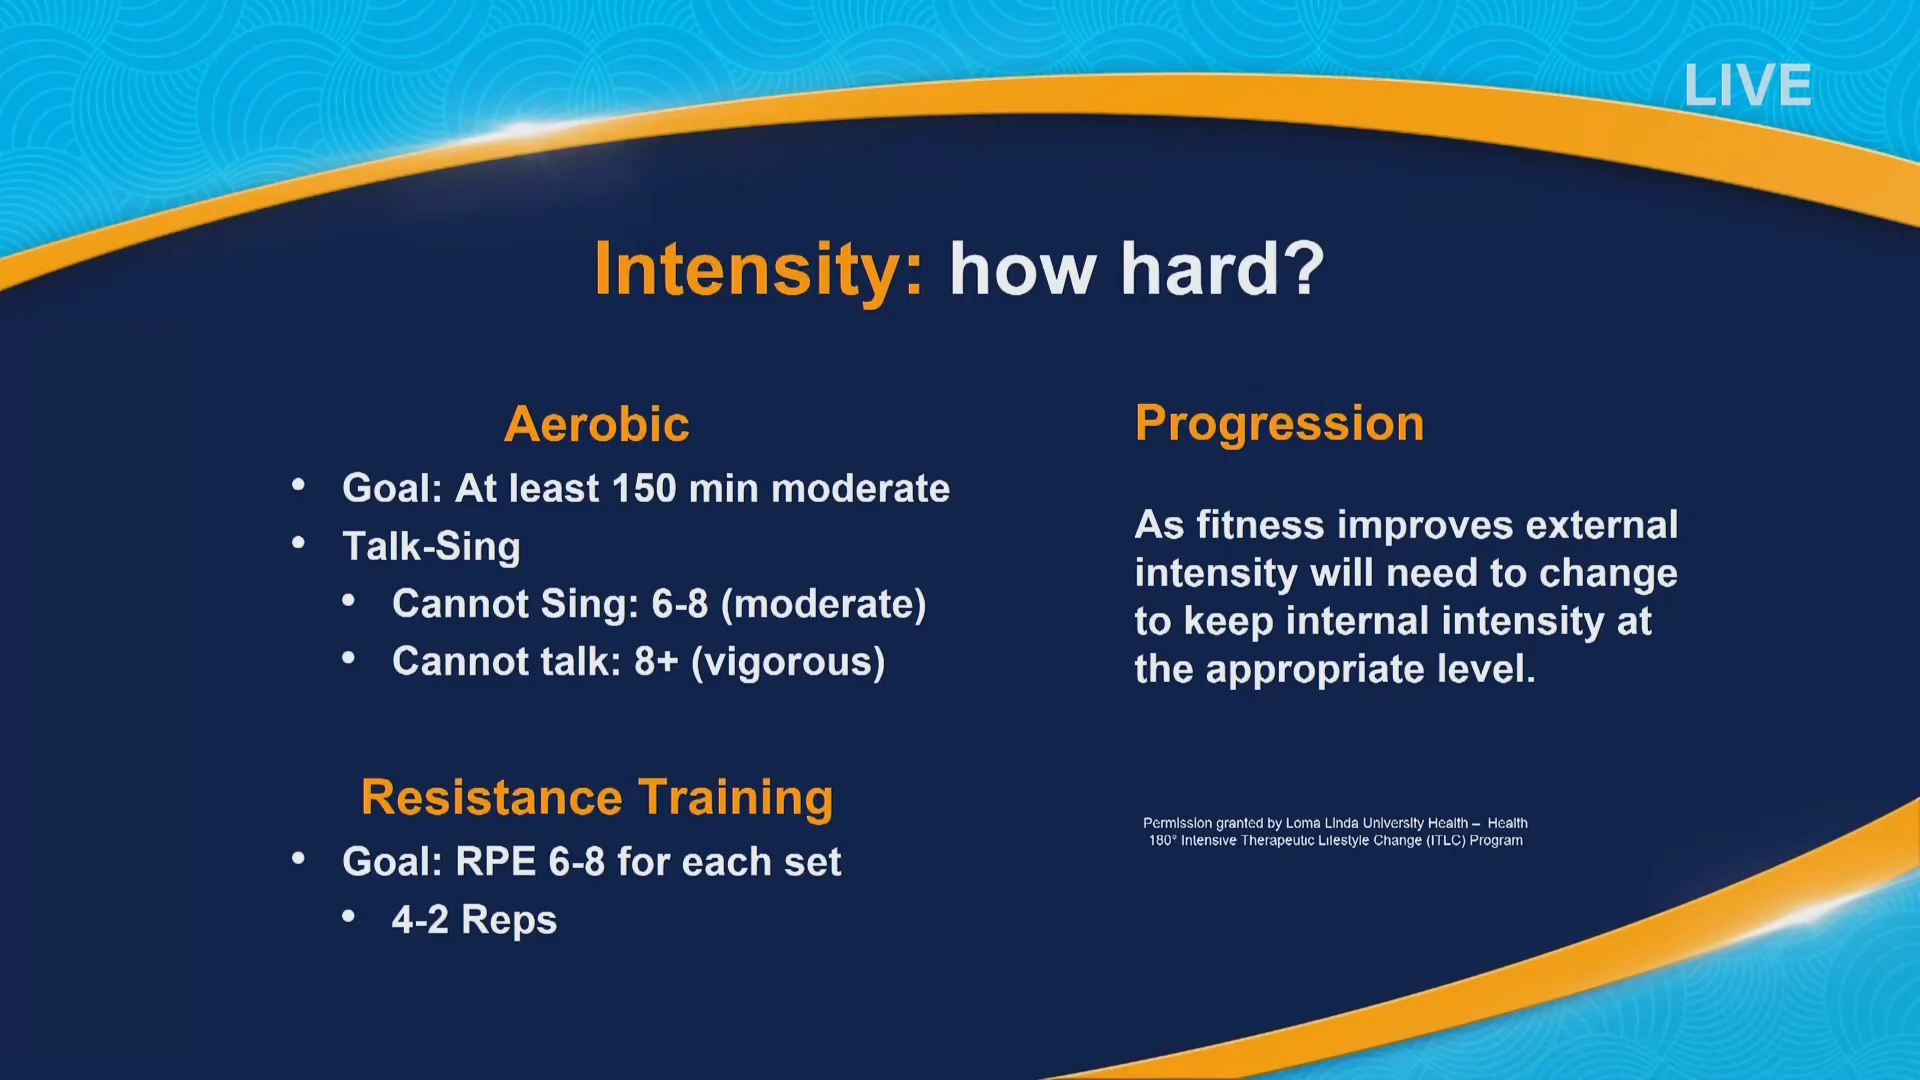 LIVE
Intensity: how hard?
Aerobic
• Goal: At least 150 min moderate
• Talk-Sing
• Cannot Sing: 6-8 (moderate)
• Cannot talk: 8+ (vigorous)
Resistance Training
• Goal: RPE 6-8 for each set
• 4-2 Reps
Progression
As fitness improves external
intensity will need to change
to keep internal intensity at
the appropriate level.
Permission granted by Loma Linda University Health – Health
180° Intensive Therapeutic Lifestyle Change (ITLC) Program